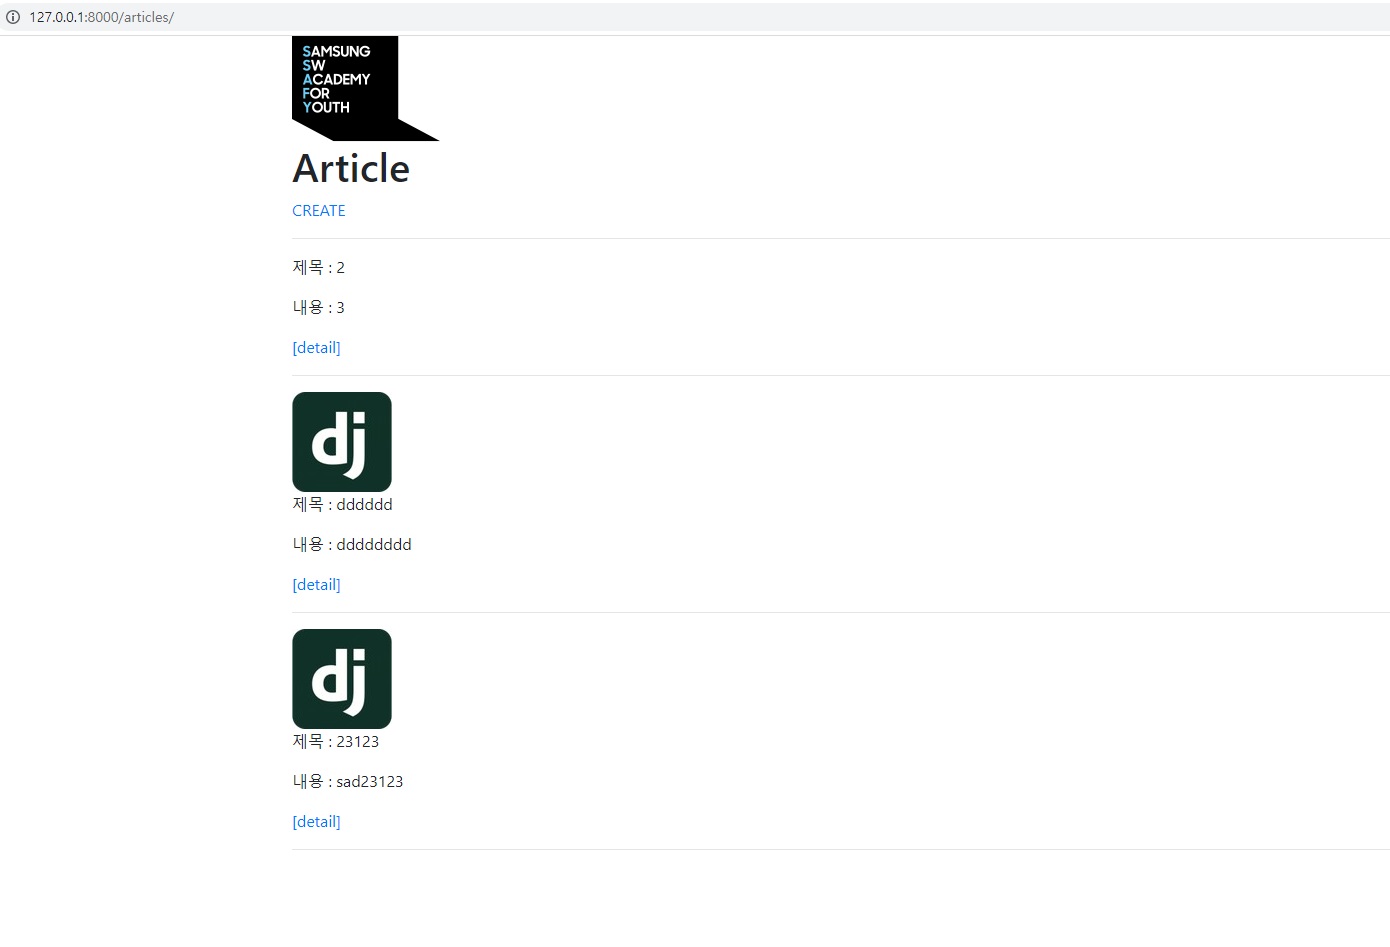 127.0.0.1:8000/articles/
SAMSUNG
SW
ACADEMY
FOR
YOUTH
Article
CREATE
제목 : 2
내용 : 3
[detail]
dj
제목 : dddddd
내용 : dddddddd
[detail]
dj
제목 : 23123
내용 : sad23123
[detail]